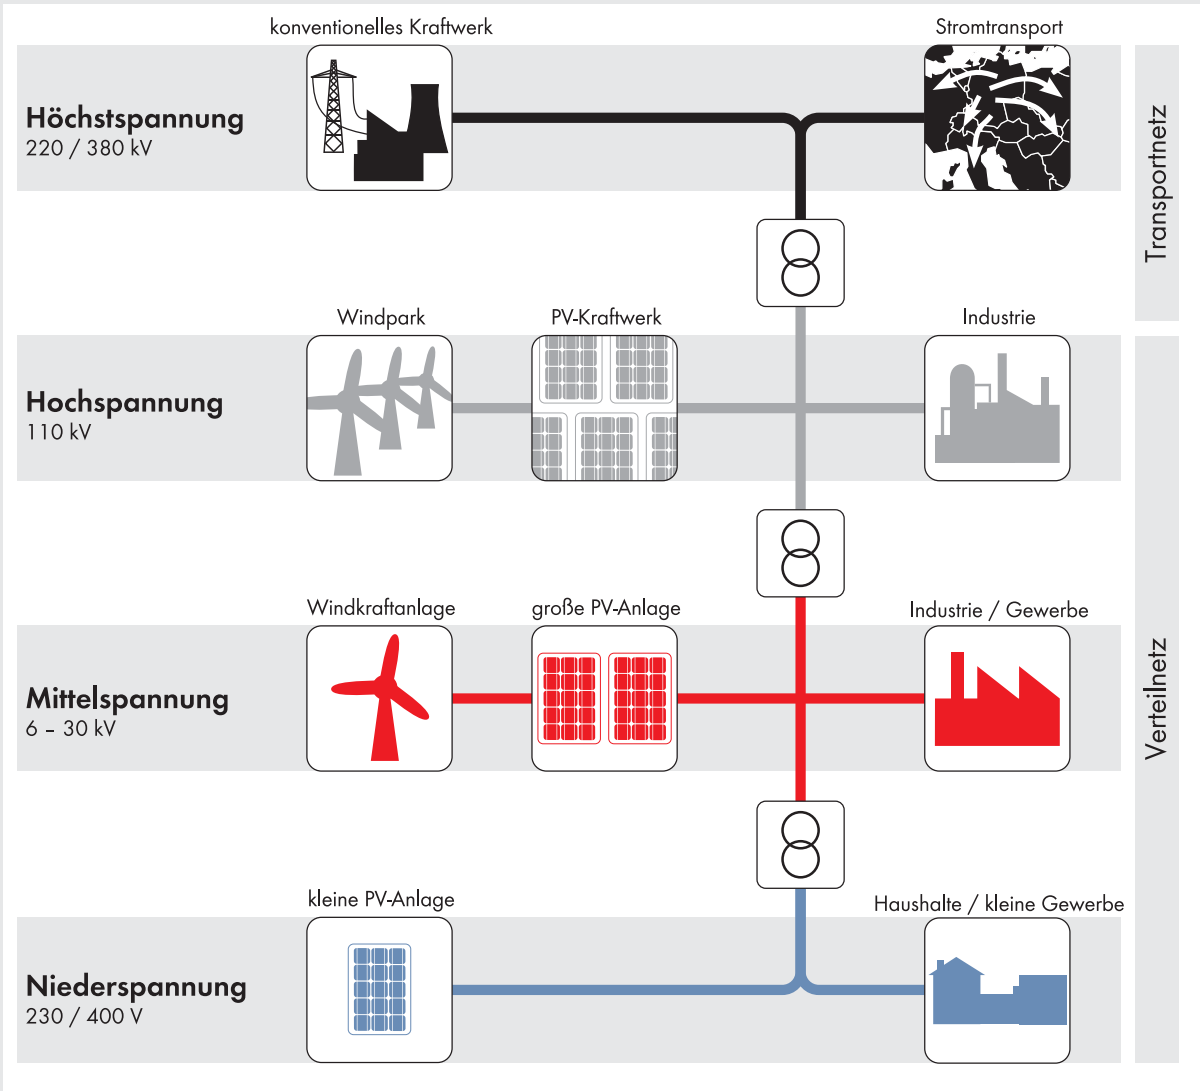 konventionelles Kraftwerk
Stromtransport
Höchstspannung
220 / 380 kV
Transportnetz
Windpark
PV-Kraftwerk
Industrie
Hochspannung
110 kV
Windkraftanlage
große PV-Anlage
Industrie / Gewerbe
Mittelspannung
6 – 30 kV
Verteilnetz
kleine PV-Anlage
Haushalte / kleine Gewerbe
Niederspannung
230 / 400 V